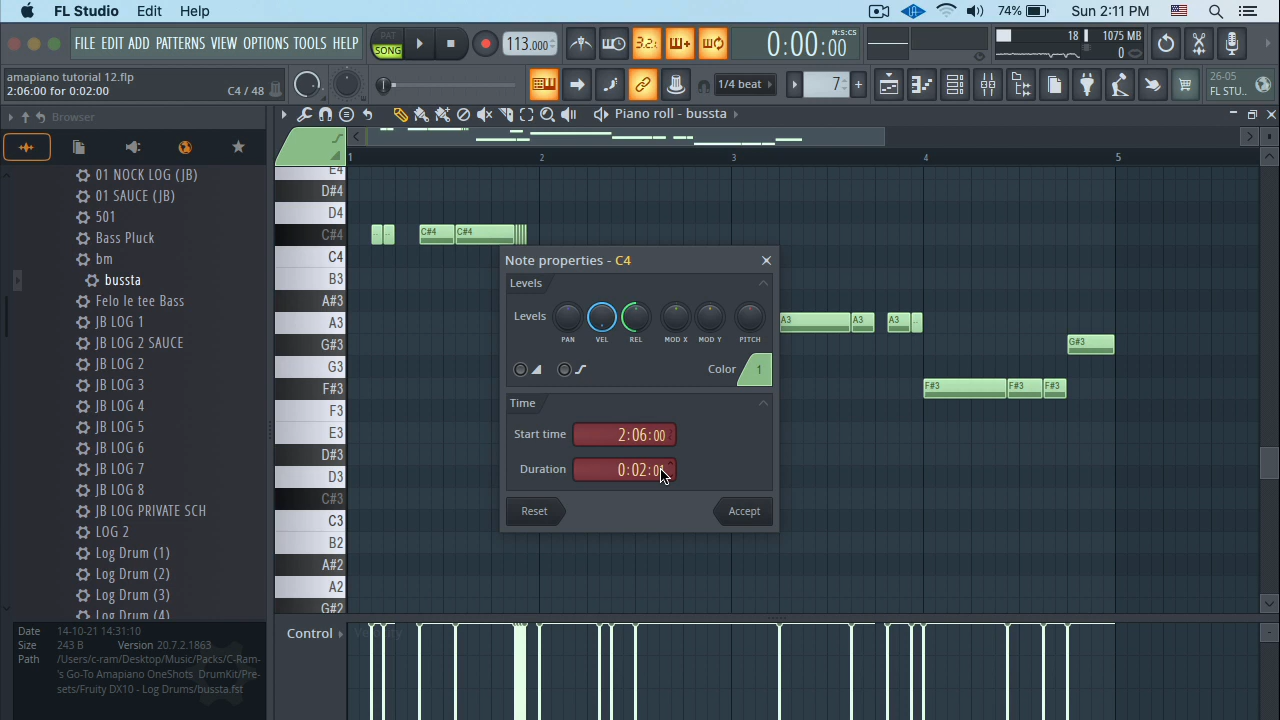 FL Studio Edit Help 74% Sun 2:11 PM
FILE EDIT ADD PATTERNS VIEW OPTIONS TOOLS HELP
PAT
SONG
113.000
3.2.
0:00:00
M:S:CS
18
1075 MB
0
amapiano tutorial 12.flp
2:06:00 for 0:02:00
C4 / 48
1/4 beat
7
26-05
FL STU..
Browser
Piano roll - bussta
1 2 3 4 5
01 NOCK LOG (JB)
01 SAUCE (JB)
501
Bass Pluck
bm
bussta
Felo le tee Bass
JB LOG 1
JB LOG 2 SAUCE
JB LOG 2
JB LOG 3
JB LOG 4
JB LOG 5
JB LOG 6
JB LOG 7
JB LOG 8
JB LOG PRIVATE SCH
LOG 2
Log Drum (1)
Log Drum (2)
Log Drum (3)
Log Drum (4)
E4
D#4
D4
C#4
C4
B3
A#3
A3
G#3
G3
F#3
F3
E3
D#3
D3
C#3
C3
B2
A#2
A2
G#2
C#4 C#4
A3 A3 A3
G#3
F#3 F#3 F#3
Note properties - C4
Levels
Levels
PAN VEL REL MOD X MOD Y PITCH
Color 1
Time
Start time 2:06:00
Duration 0:02:
Reset Accept
Control
Velocity
Date 14-10-21 14:31:10
Size 243 B Version 20.7.2.1863
Path /Users/c-ram/Desktop/Music/Packs/C-Ram-
's Go-To Amapiano OneShots DrumKit/Pre-
sets/Fruity DX10 - Log Drums/bussta.fst